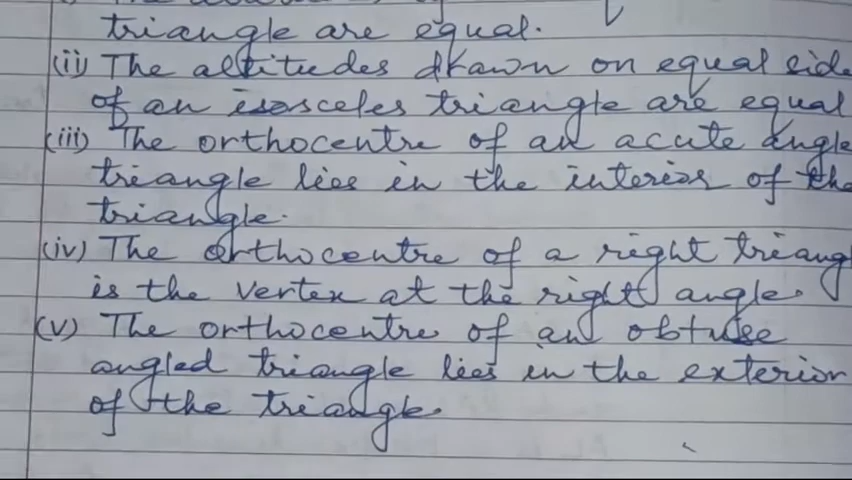 triangle are equal.
(ii) The altitudes drawn on equal side
of an isosceles triangle are equal
(iii) The orthocentre of an acute angle
triangle lies in the interior of the
triangle.
(iv) The orthocentre of a right triang
is the vertex at the right angle.
(v) The orthocentre of an obtuse
angled triangle lies in the exterior
of the triangle.